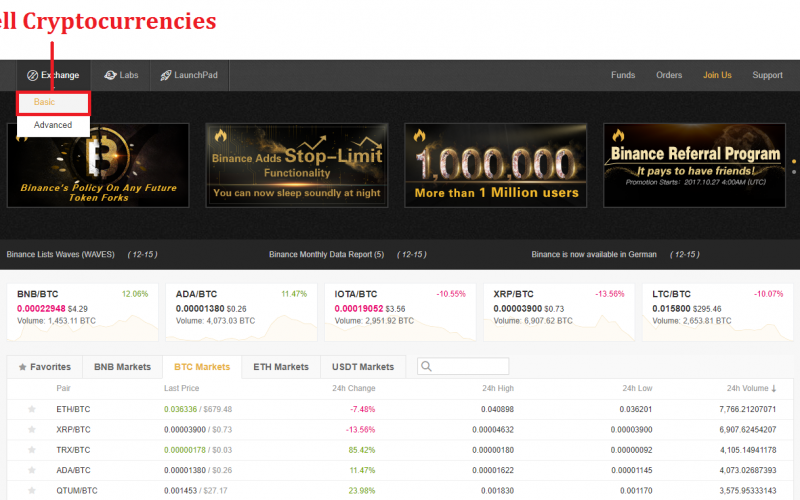 ell Cryptocurrencies
Exchange Labs LaunchPad Funds Orders Join Us Support
Basic
Advanced
Binance's Policy On Any Future
Token Forks
Binance Adds Stop-Limit
Functionality
You can now sleep soundly at night
1,000,000
More than 1 Million users
Binance Referral Program
It pays to have friends!
Promotion Starts: 2017.10.27 4:00AM (UTC)
Binance Lists Waves (WAVES) ( 12-15 ) Binance Monthly Data Report (5) ( 12-15 ) Binance is now available in German ( 12-15 )
BNB/BTC 12.06%
0.00022948 $4.29
Volume: 1,453.11 BTC
ADA/BTC 11.47%
0.00001380 $0.26
Volume: 4,073.03 BTC
IOTA/BTC -10.55%
0.00019052 $3.56
Volume: 2,951.92 BTC
XRP/BTC -13.56%
0.00003900 $0.73
Volume: 6,907.62 BTC
LTC/BTC -10.07%
0.015800 $295.46
Volume: 2,653.81 BTC
Favorites BNB Markets BTC Markets ETH Markets USDT Markets
Pair Last Price 24h Change 24h High 24h Low 24h Volume
ETH/BTC 0.036336 / $679.48 -7.48% 0.040898 0.036201 7,766.21207071
XRP/BTC 0.00003900 / $0.73 -13.56% 0.00004632 0.00003900 6,907.62454207
TRX/BTC 0.00000178 / $0.03 85.42% 0.00000180 0.00000092 4,105.14941178
ADA/BTC 0.00001380 / $0.26 11.47% 0.00001622 0.00001145 4,073.02687393
QTUM/BTC 0.001453 / $27.17 23.98% 0.001830 0.001170 3,575.95333143